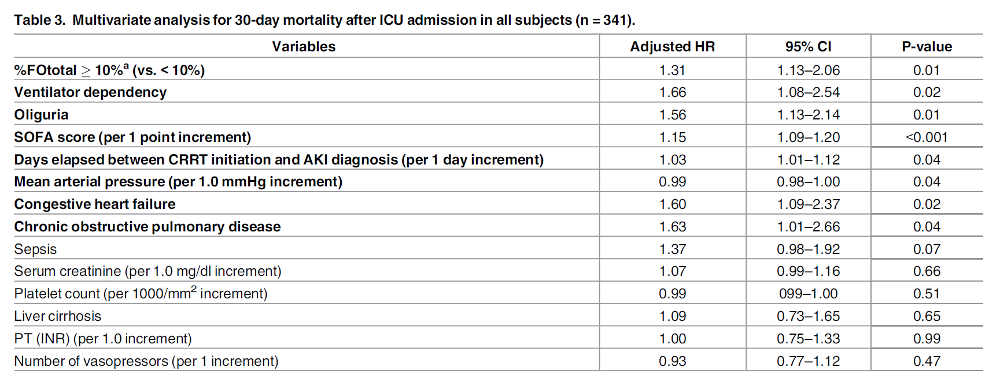 Table 3. Multivariate analysis for 30-day mortality after ICU admission in all subjects (n = 341).
Variables Adjusted HR 95% CI P-value
%FOtotal ≥ 10%a (vs. < 10%) 1.31 1.13–2.06 0.01
Ventilator dependency 1.66 1.08–2.54 0.02
Oliguria 1.56 1.13–2.14 0.01
SOFA score (per 1 point increment) 1.15 1.09–1.20 <0.001
Days elapsed between CRRT initiation and AKI diagnosis (per 1 day increment) 1.03 1.01–1.12 0.04
Mean arterial pressure (per 1.0 mmHg increment) 0.99 0.98–1.00 0.04
Congestive heart failure 1.60 1.09–2.37 0.02
Chronic obstructive pulmonary disease 1.63 1.01–2.66 0.04
Sepsis 1.37 0.98–1.92 0.07
Serum creatinine (per 1.0 mg/dl increment) 1.07 0.99–1.16 0.66
Platelet count (per 1000/mm2 increment) 0.99 099–1.00 0.51
Liver cirrhosis 1.09 0.73–1.65 0.65
PT (INR) (per 1.0 increment) 1.00 0.75–1.33 0.99
Number of vasopressors (per 1 increment) 0.93 0.77–1.12 0.47